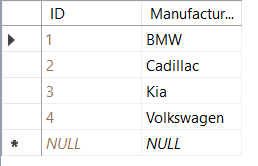 ID Manufactur...
1 BMW
2 Cadillac
3 Kia
4 Volkswagen
* NULL NULL